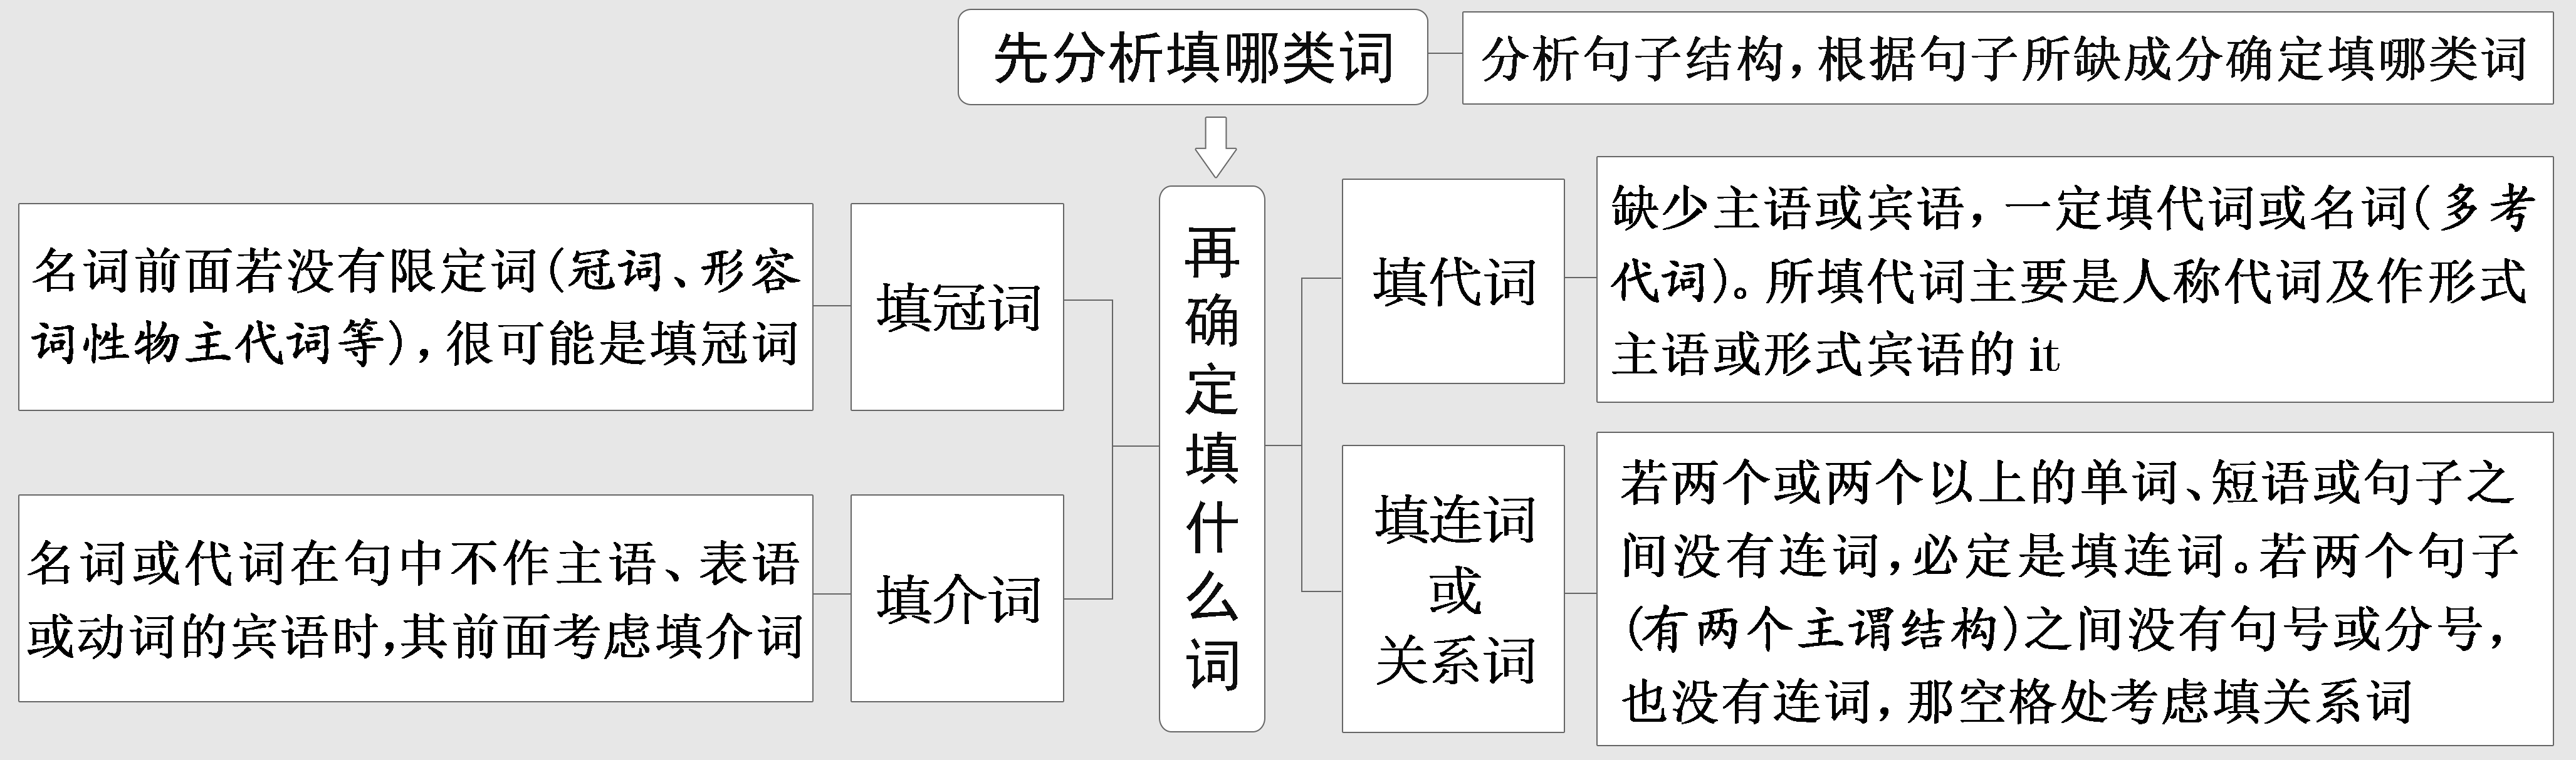 先分析填哪类词
分析句子结构，根据句子所缺成分确定填哪类词
再确定填什么词
名词前面若没有限定词(冠词、形容
词性物主代词等)，很可能是填冠词
填冠词
名词或代词在句中不作主语、表语
或动词的宾语时，其前面考虑填介词
填介词
填代词
缺少主语或宾语，一定填代词或名词(多考
代词)。所填代词主要是人称代词及作形式
主语或形式宾语的 it
填连词
或
关系词
若两个或两个以上的单词、短语或句子之
间没有连词，必定是填连词。若两个句子
(有两个主谓结构)之间没有句号或分号，
也没有连词，那空格处考虑填关系词